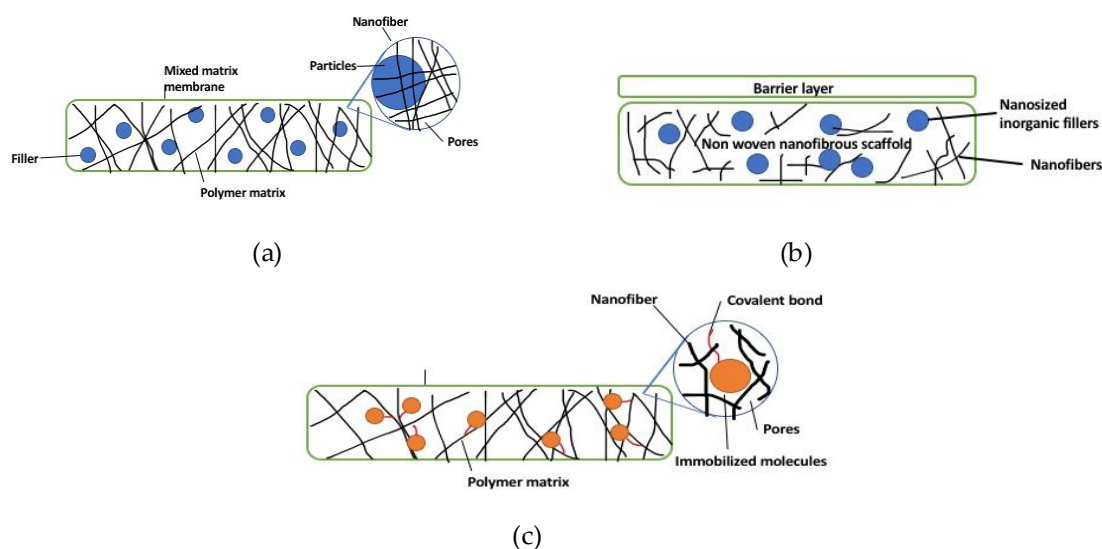 Nanofiber
Particles
Mixed matrix
membrane
Pores
Filler
Polymer matrix
(a)
Barrier layer
Nanosized
inorganic fillers
Non woven nanofibrous scaffold
Nanofibers
(b)
Nanofiber
Covalent bond
Pores
Immobilized molecules
Polymer matrix
(c)